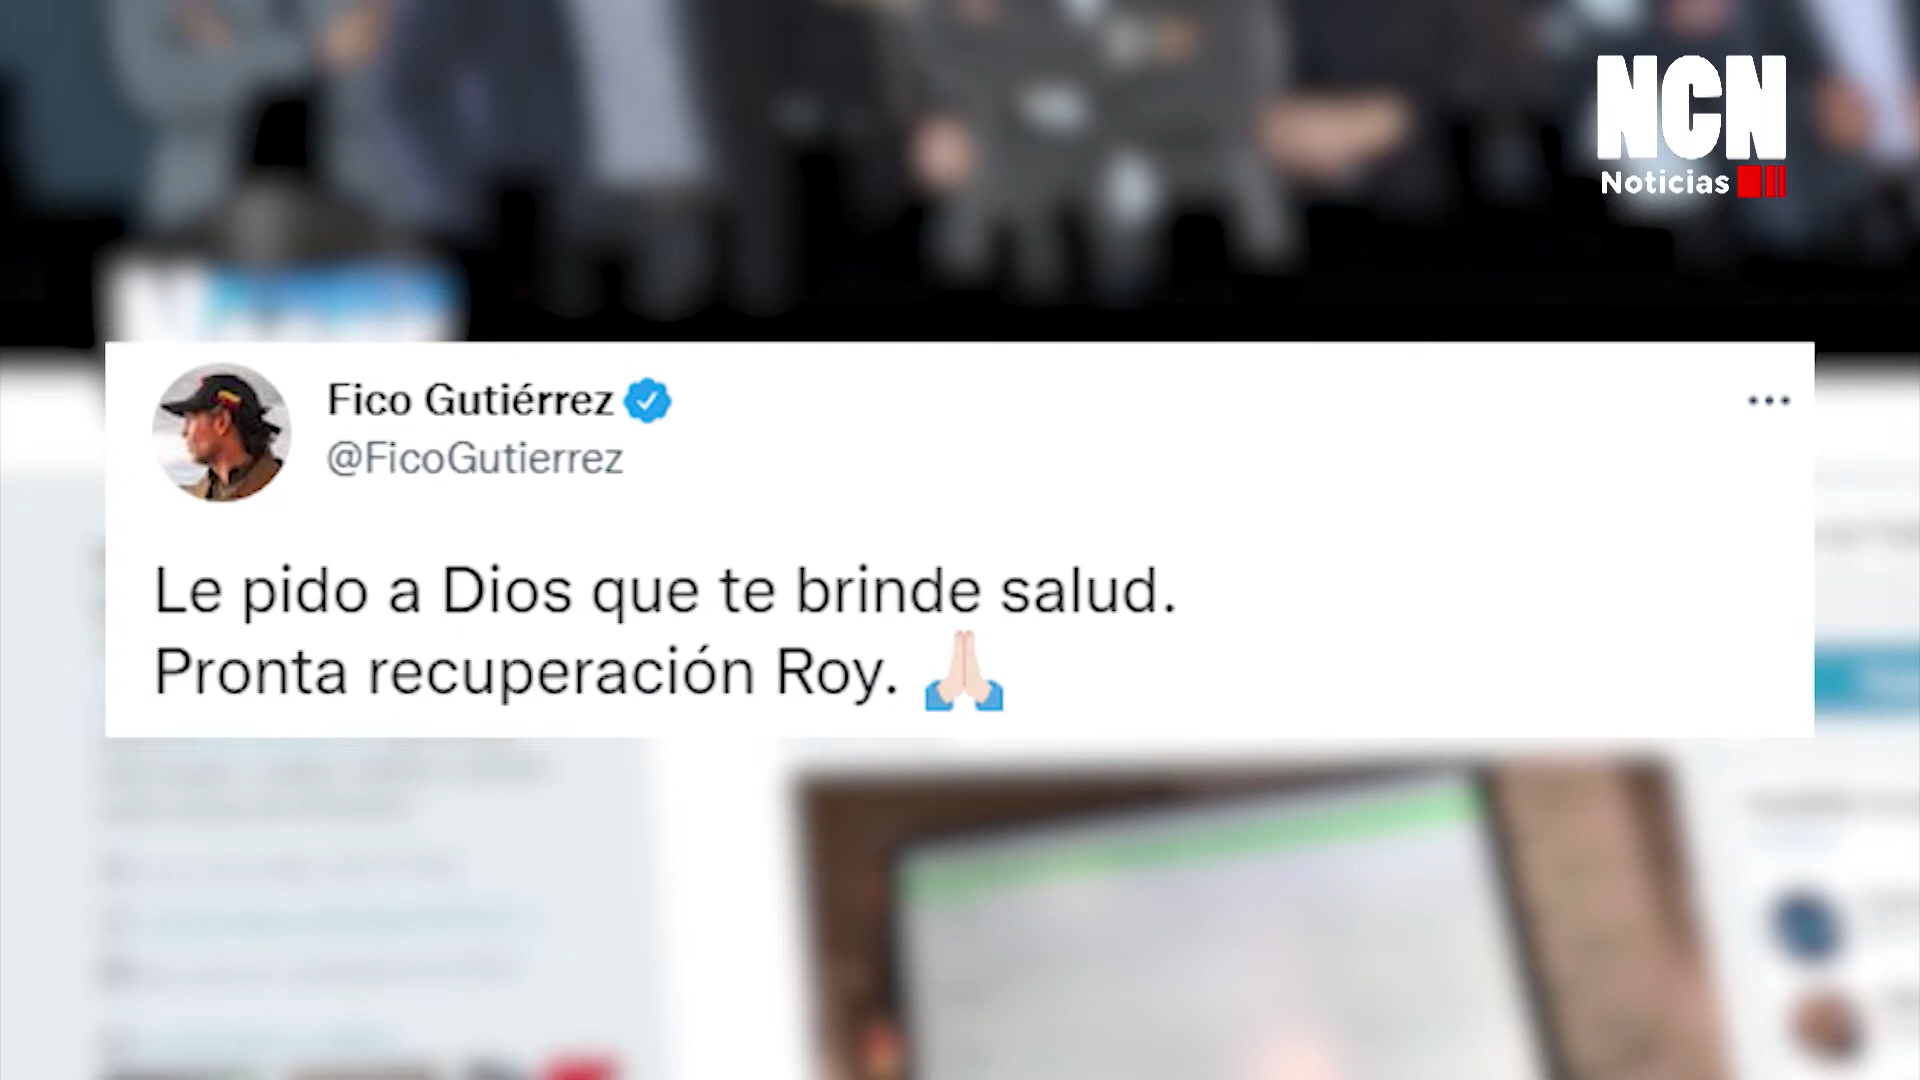 NCN
Noticias
Fico Gutiérrez
@FicoGutierrez
Le pido a Dios que te brinde salud.
Pronta recuperación Roy. 🙏🏻